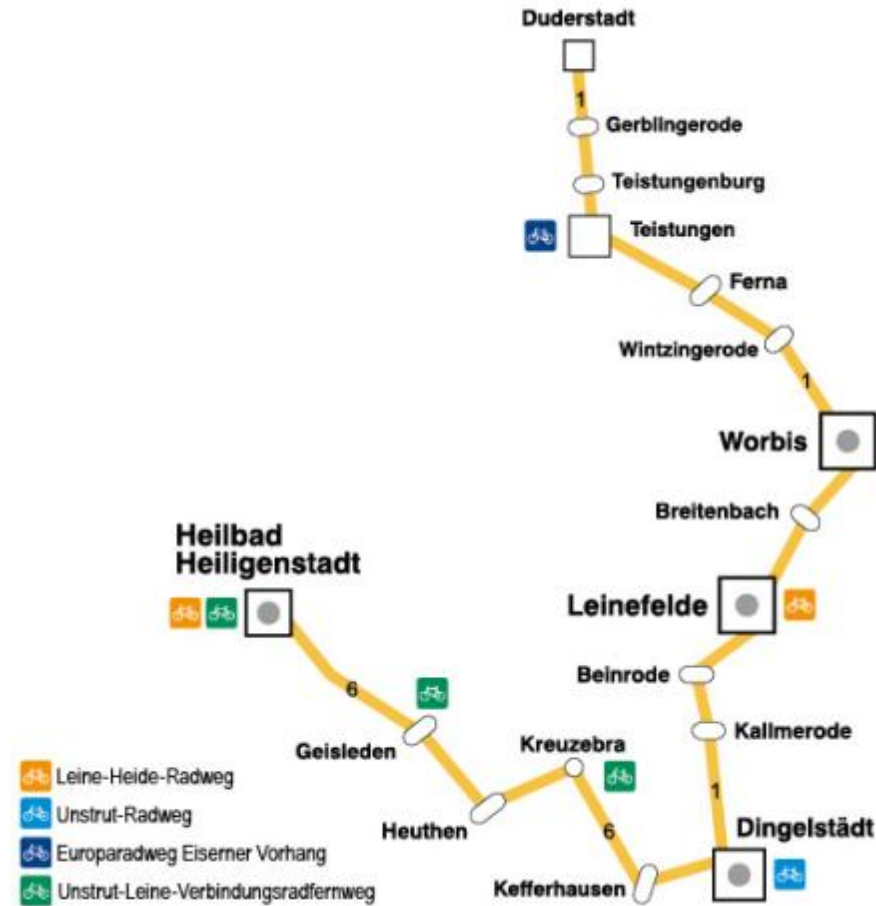 Duderstadt
1
Gerblingerode
Teistungenburg
Teistungen
Ferna
Wintzingerode
1
Worbis
Breitenbach
Heilbad
Heiligenstadt
Leinefelde
Beinrode
6
Kallmerode
Geisleden
Kreuzebra
Leine-Heide-Radweg
1
Unstrut-Radweg
Heuthen
6
Dingelstädt
Europaradweg Eiserner Vorhang
Kefferhausen
Unstrut-Leine-Verbindungsradfernweg